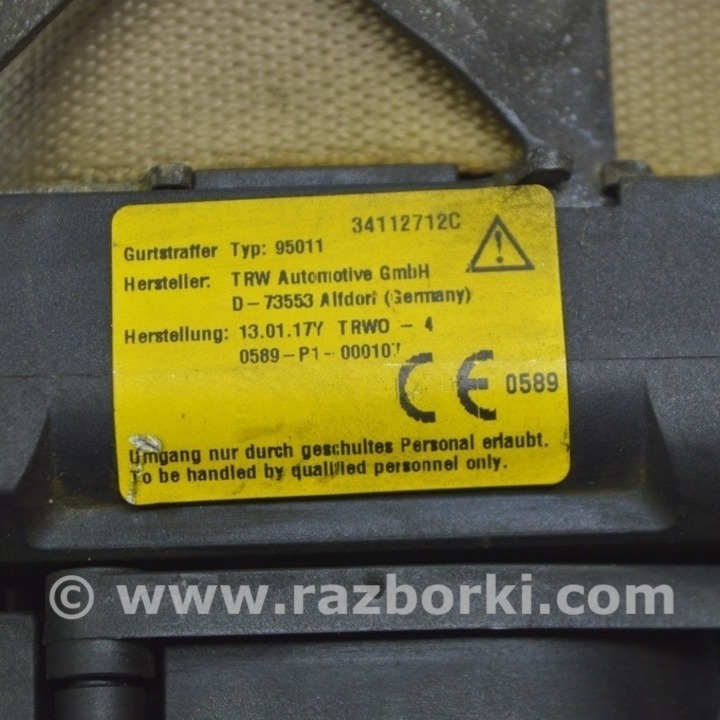 34112712C
Gurtstraffer Typ: 95011
Hersteller: TRW Automotive GmbH
D-73553 Alfdorf (Germany)
Herstellung: 13.01.17Y TRWO - 4
0589-P1-000107
CE 0589
Umgang nur durch geschultes Personal erlaubt.
To be handled by qualified personnel only.
© www.razborki.com